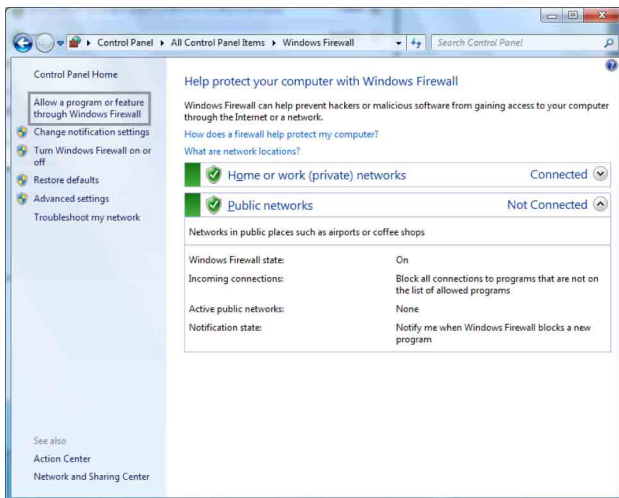 Control Panel ▸ All Control Panel Items ▸ Windows Firewall
Search Control Panel
Control Panel Home
Allow a program or feature
through Windows Firewall
Change notification settings
Turn Windows Firewall on or
off
Restore defaults
Advanced settings
Troubleshoot my network
See also
Action Center
Network and Sharing Center
Help protect your computer with Windows Firewall
Windows Firewall can help prevent hackers or malicious software from gaining access to your computer
through the Internet or a network.
How does a firewall help protect my computer?
What are network locations?
Home or work (private) networks Connected
Public networks Not Connected
Networks in public places such as airports or coffee shops
Windows Firewall state: On
Incoming connections: Block all connections to programs that are not on
the list of allowed programs
Active public networks: None
Notification state: Notify me when Windows Firewall blocks a new
program